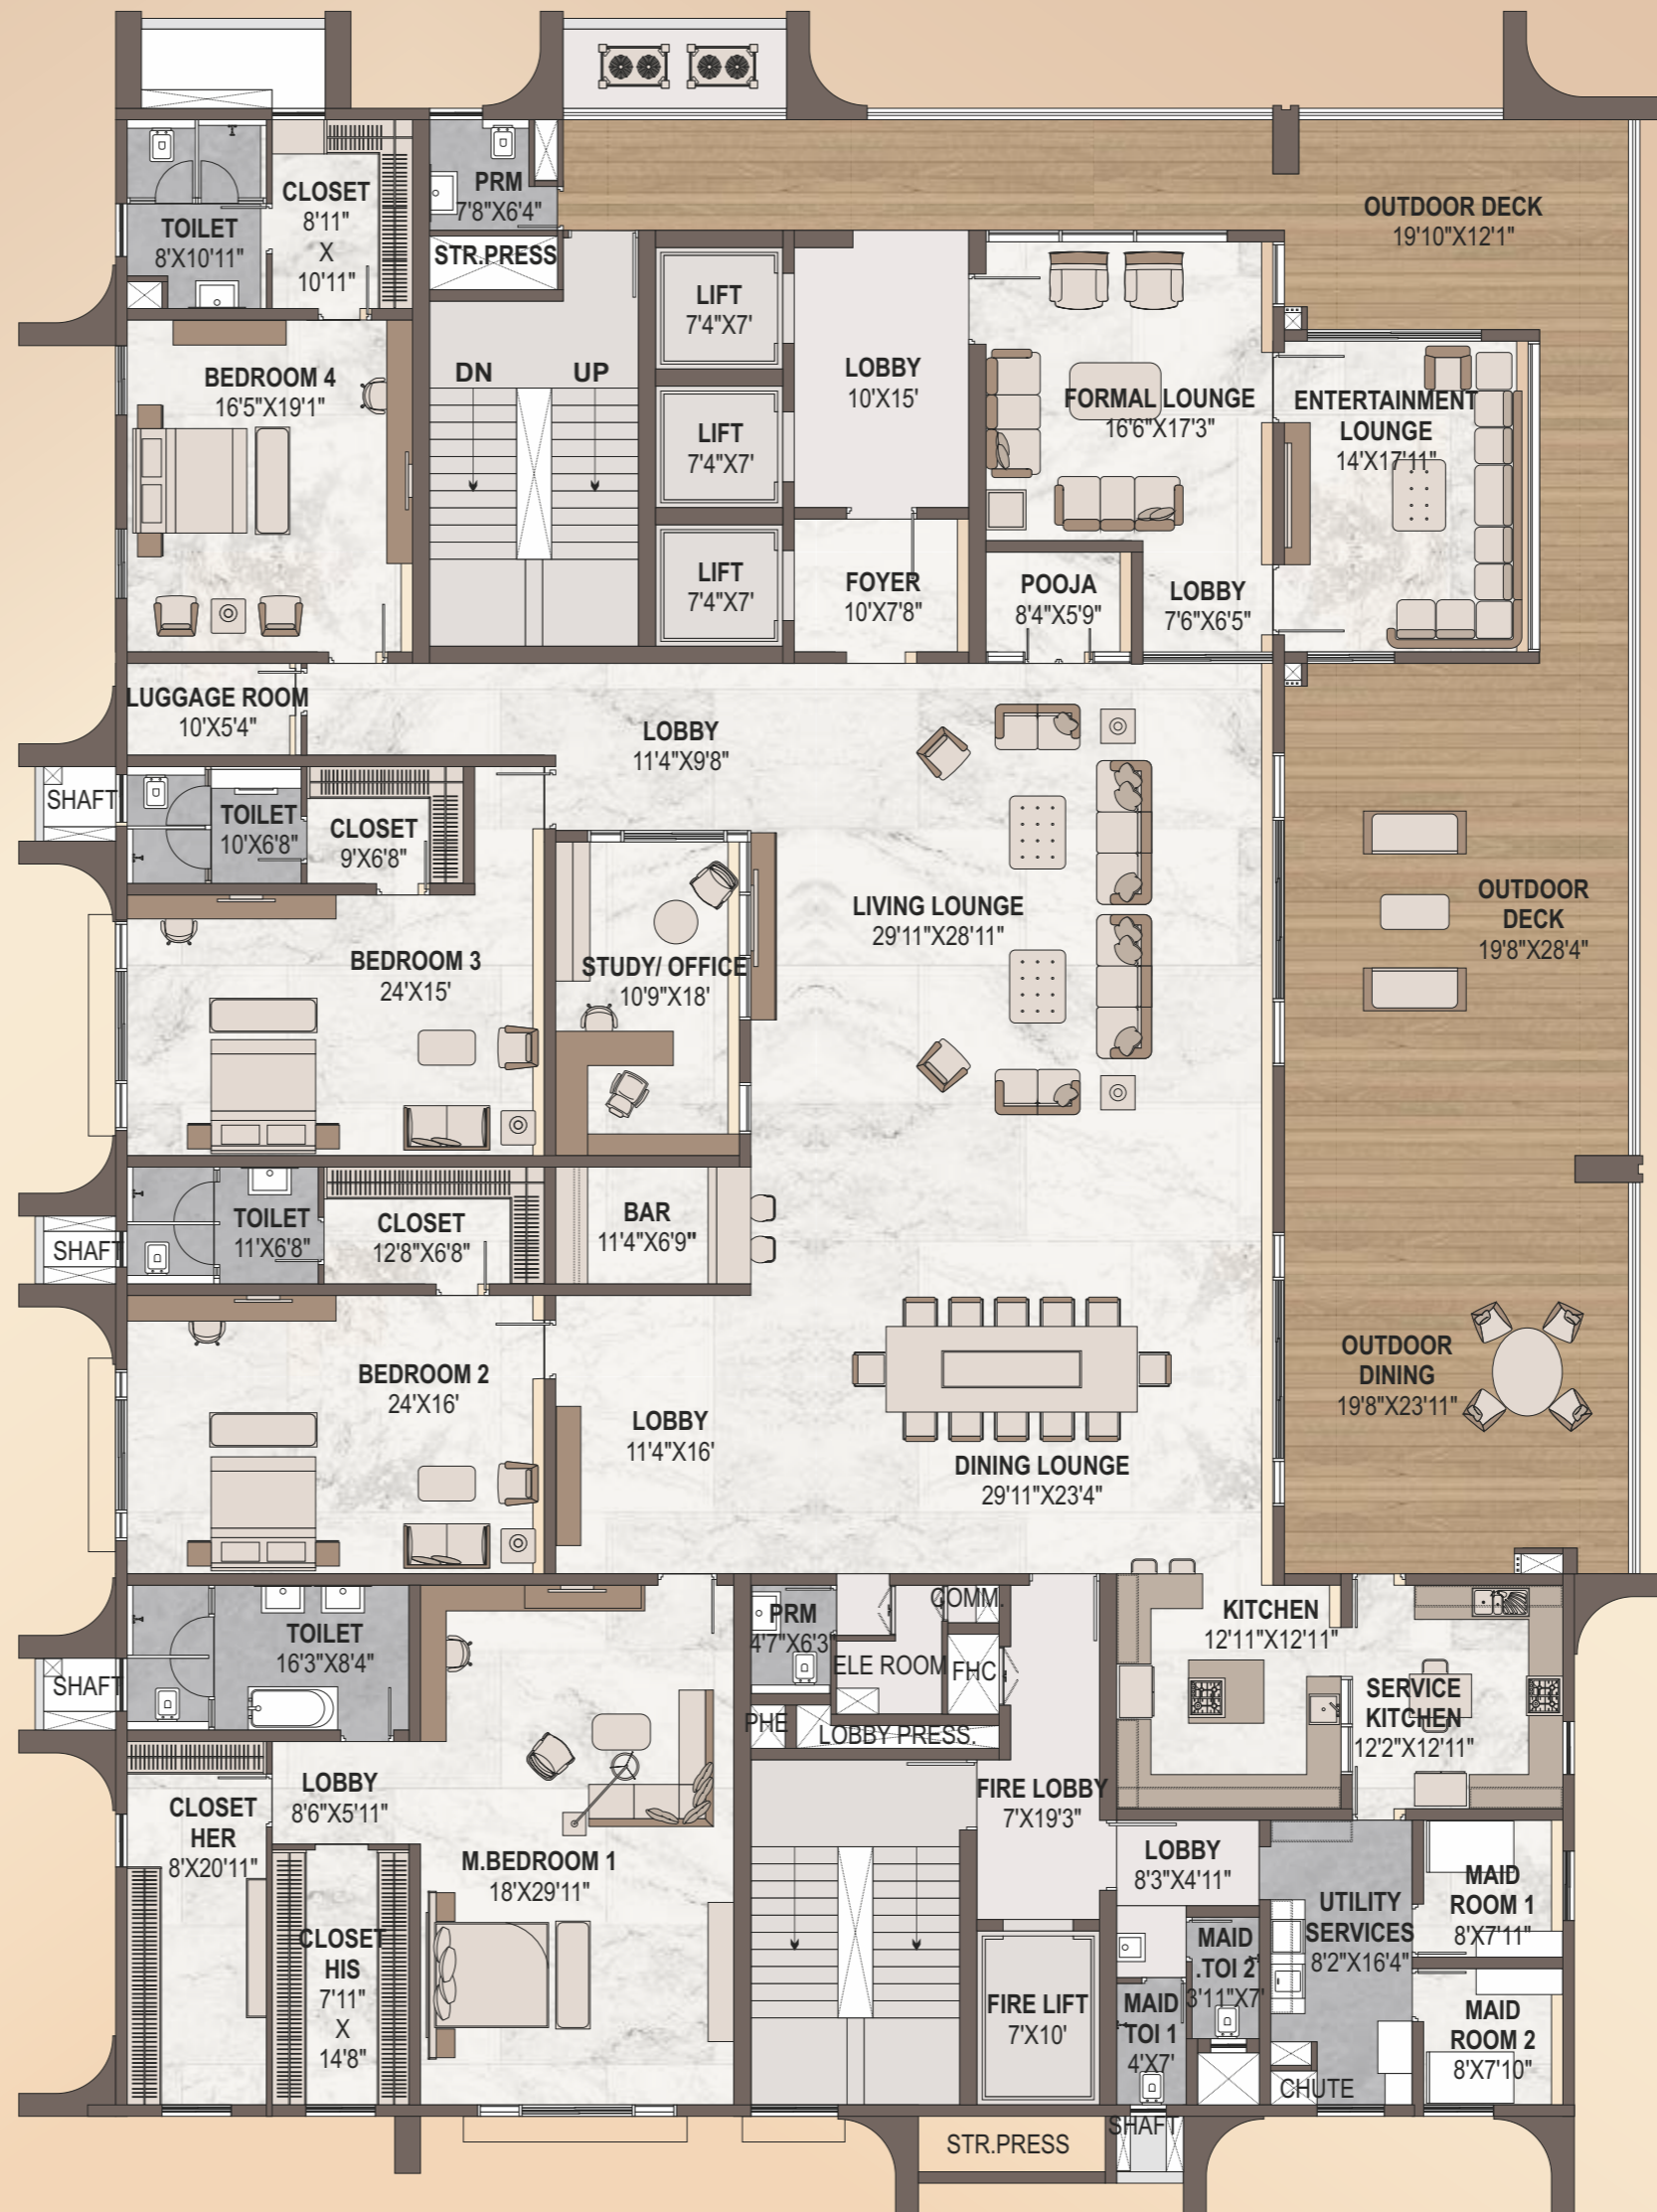 CLOSET
8'11"
X
10'11"
TOILET
8'X10'11"
PRM
7'8"X6'4"
STR.PRESS
OUTDOOR DECK
19'10"X12'1"
LIFT
7'4"X7'
LIFT
7'4"X7'
LIFT
7'4"X7'
DN
UP
LOBBY
10'X15'
BEDROOM 4
16'5"X19'1"
FORMAL LOUNGE
16'6"X17'3"
ENTERTAINMENT
LOUNGE
14'X17'11"
FOYER
10'X7'8"
POOJA
8'4"X5'9"
LOBBY
7'6"X6'5"
LUGGAGE ROOM
10'X5'4"
LOBBY
11'4"X9'8"
SHAFT
TOILET
10'X6'8"
CLOSET
9'X6'8"
LIVING LOUNGE
29'11"X28'11"
OUTDOOR
DECK
19'8"X28'4"
BEDROOM 3
24'X15'
STUDY/ OFFICE
10'9"X18'
SHAFT
TOILET
11'X6'8"
CLOSET
12'8"X6'8"
BAR
11'4"X6'9"
BEDROOM 2
24'X16'
LOBBY
11'4"X16'
DINING LOUNGE
29'11"X23'4"
OUTDOOR
DINING
19'8"X23'11"
TOILET
16'3"X8'4"
SHAFT
PRM
4'7"X6'3"
COMM.
ELE ROOM
FHC
PHE
LOBBY PRESS.
KITCHEN
12'11"X12'11"
SERVICE
KITCHEN
12'2"X12'11"
LOBBY
8'6"X5'11"
CLOSET
HER
8'X20'11"
M.BEDROOM 1
18'X29'11"
CLOSET
HIS
7'11"
X
14'8"
FIRE LOBBY
7'X19'3"
LOBBY
8'3"X4'11"
UTILITY
SERVICES
8'2"X16'4"
MAID
ROOM 1
8'X7'11"
MAID
.TOI 2
3'11"X7'
MAID
TOI 1
4'X7'
FIRE LIFT
7'X10'
MAID
ROOM 2
8'X7'10"
CHUTE
SHAFT
STR.PRESS